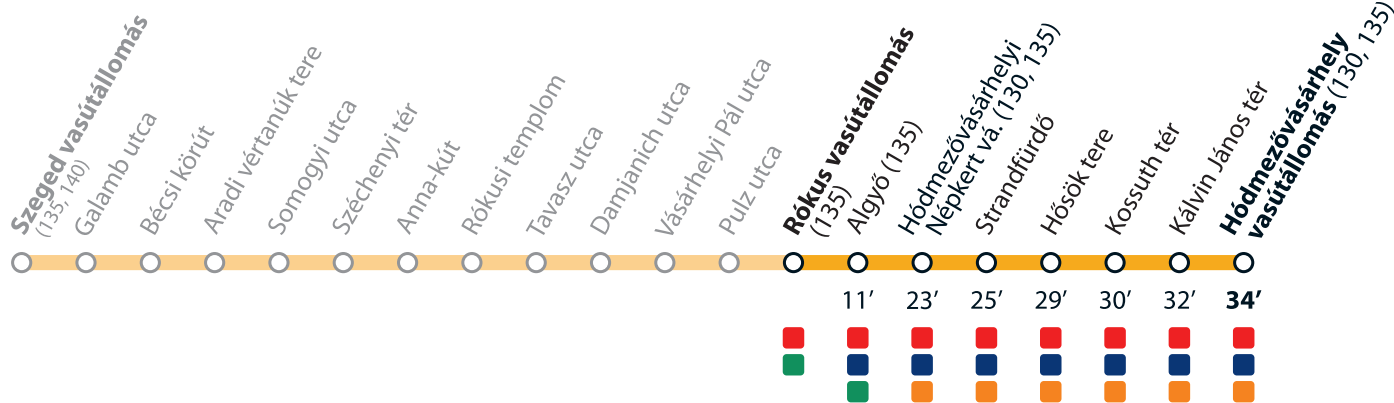 Szeged vasútállomás
(135, 140)
Galamb utca
Bécsi körút
Aradi vértanúk tere
Somogyi utca
Széchenyi tér
Anna-kút
Rókusi templom
Tavasz utca
Damjanich utca
Vásárhelyi Pál utca
Pulz utca
Rókus vasútállomás
(135)
Algyő (135)
Hódmezővásárhelyi
Népkert vá. (130, 135)
Strandfürdő
Hősök tere
Kossuth tér
Kálvin János tér
Hódmezővásárhely
vasútállomás (130, 135)
11’ 23’ 25’ 29’ 30’ 32’ 34’